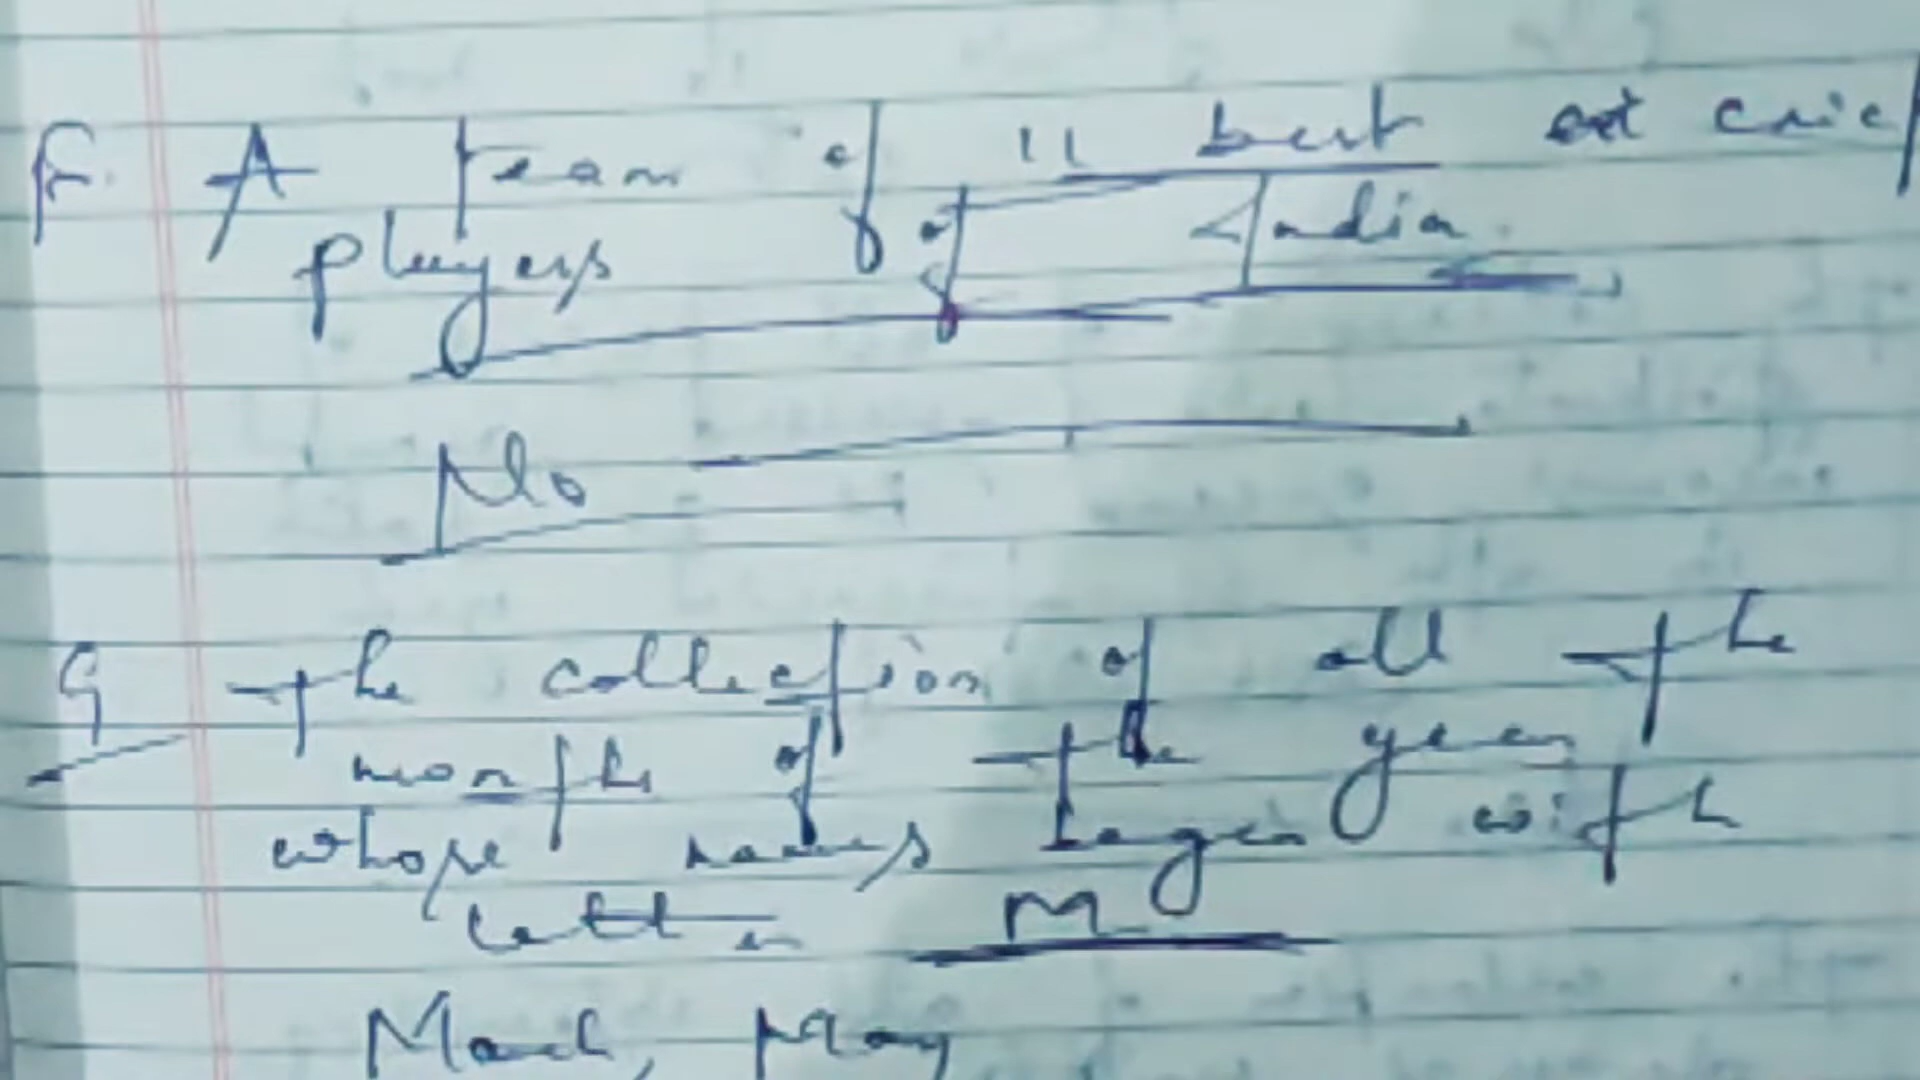 F. A team of 11 best cric
players of India.
No
G The collection of all the
months of the year
whose names began with
letter M
March, May